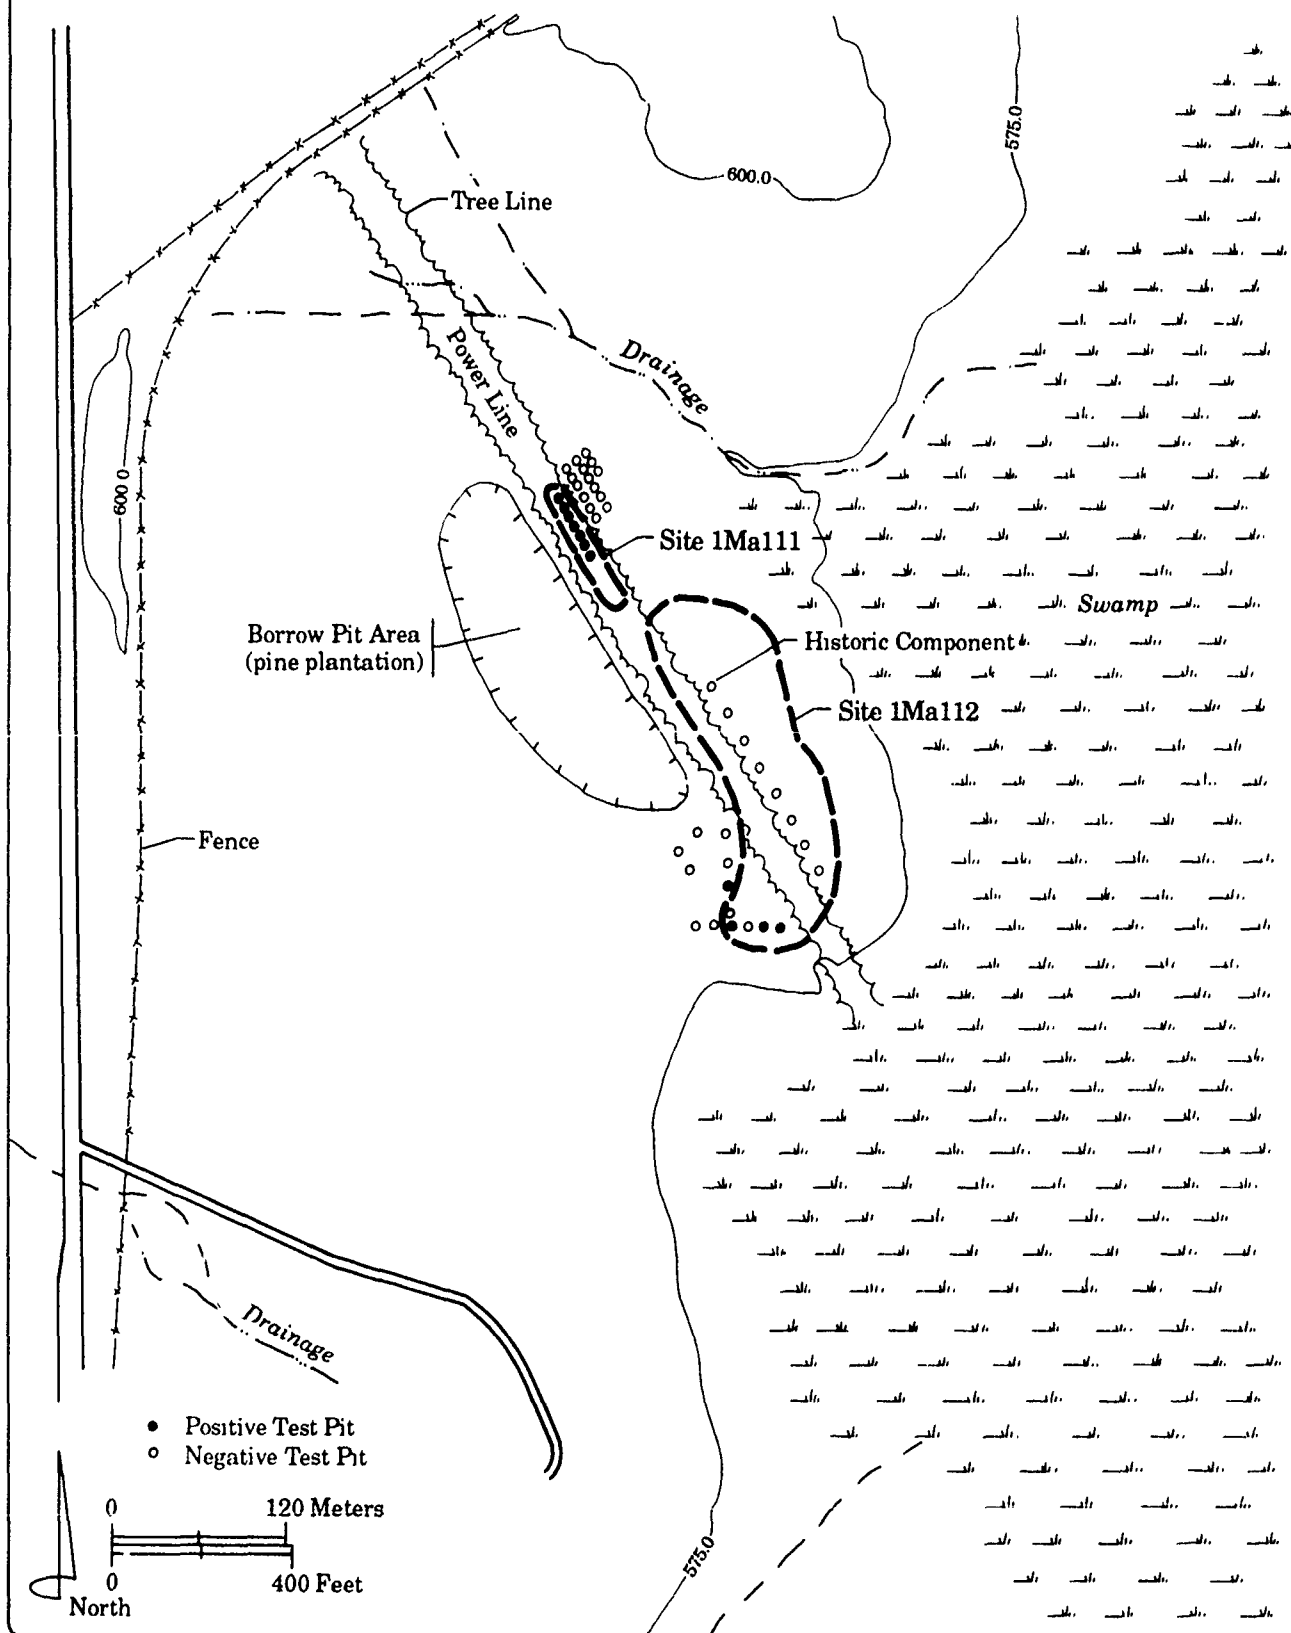 575.0
600.0
Tree Line
Drainage
Power Line
600 0
Site 1Ma111
Swamp
Borrow Pit Area
(pine plantation)
Historic Component
Site 1Ma112
Fence
Drainage
Positive Test Pit
Negative Test Pit
0 120 Meters
0 400 Feet
North
575.0